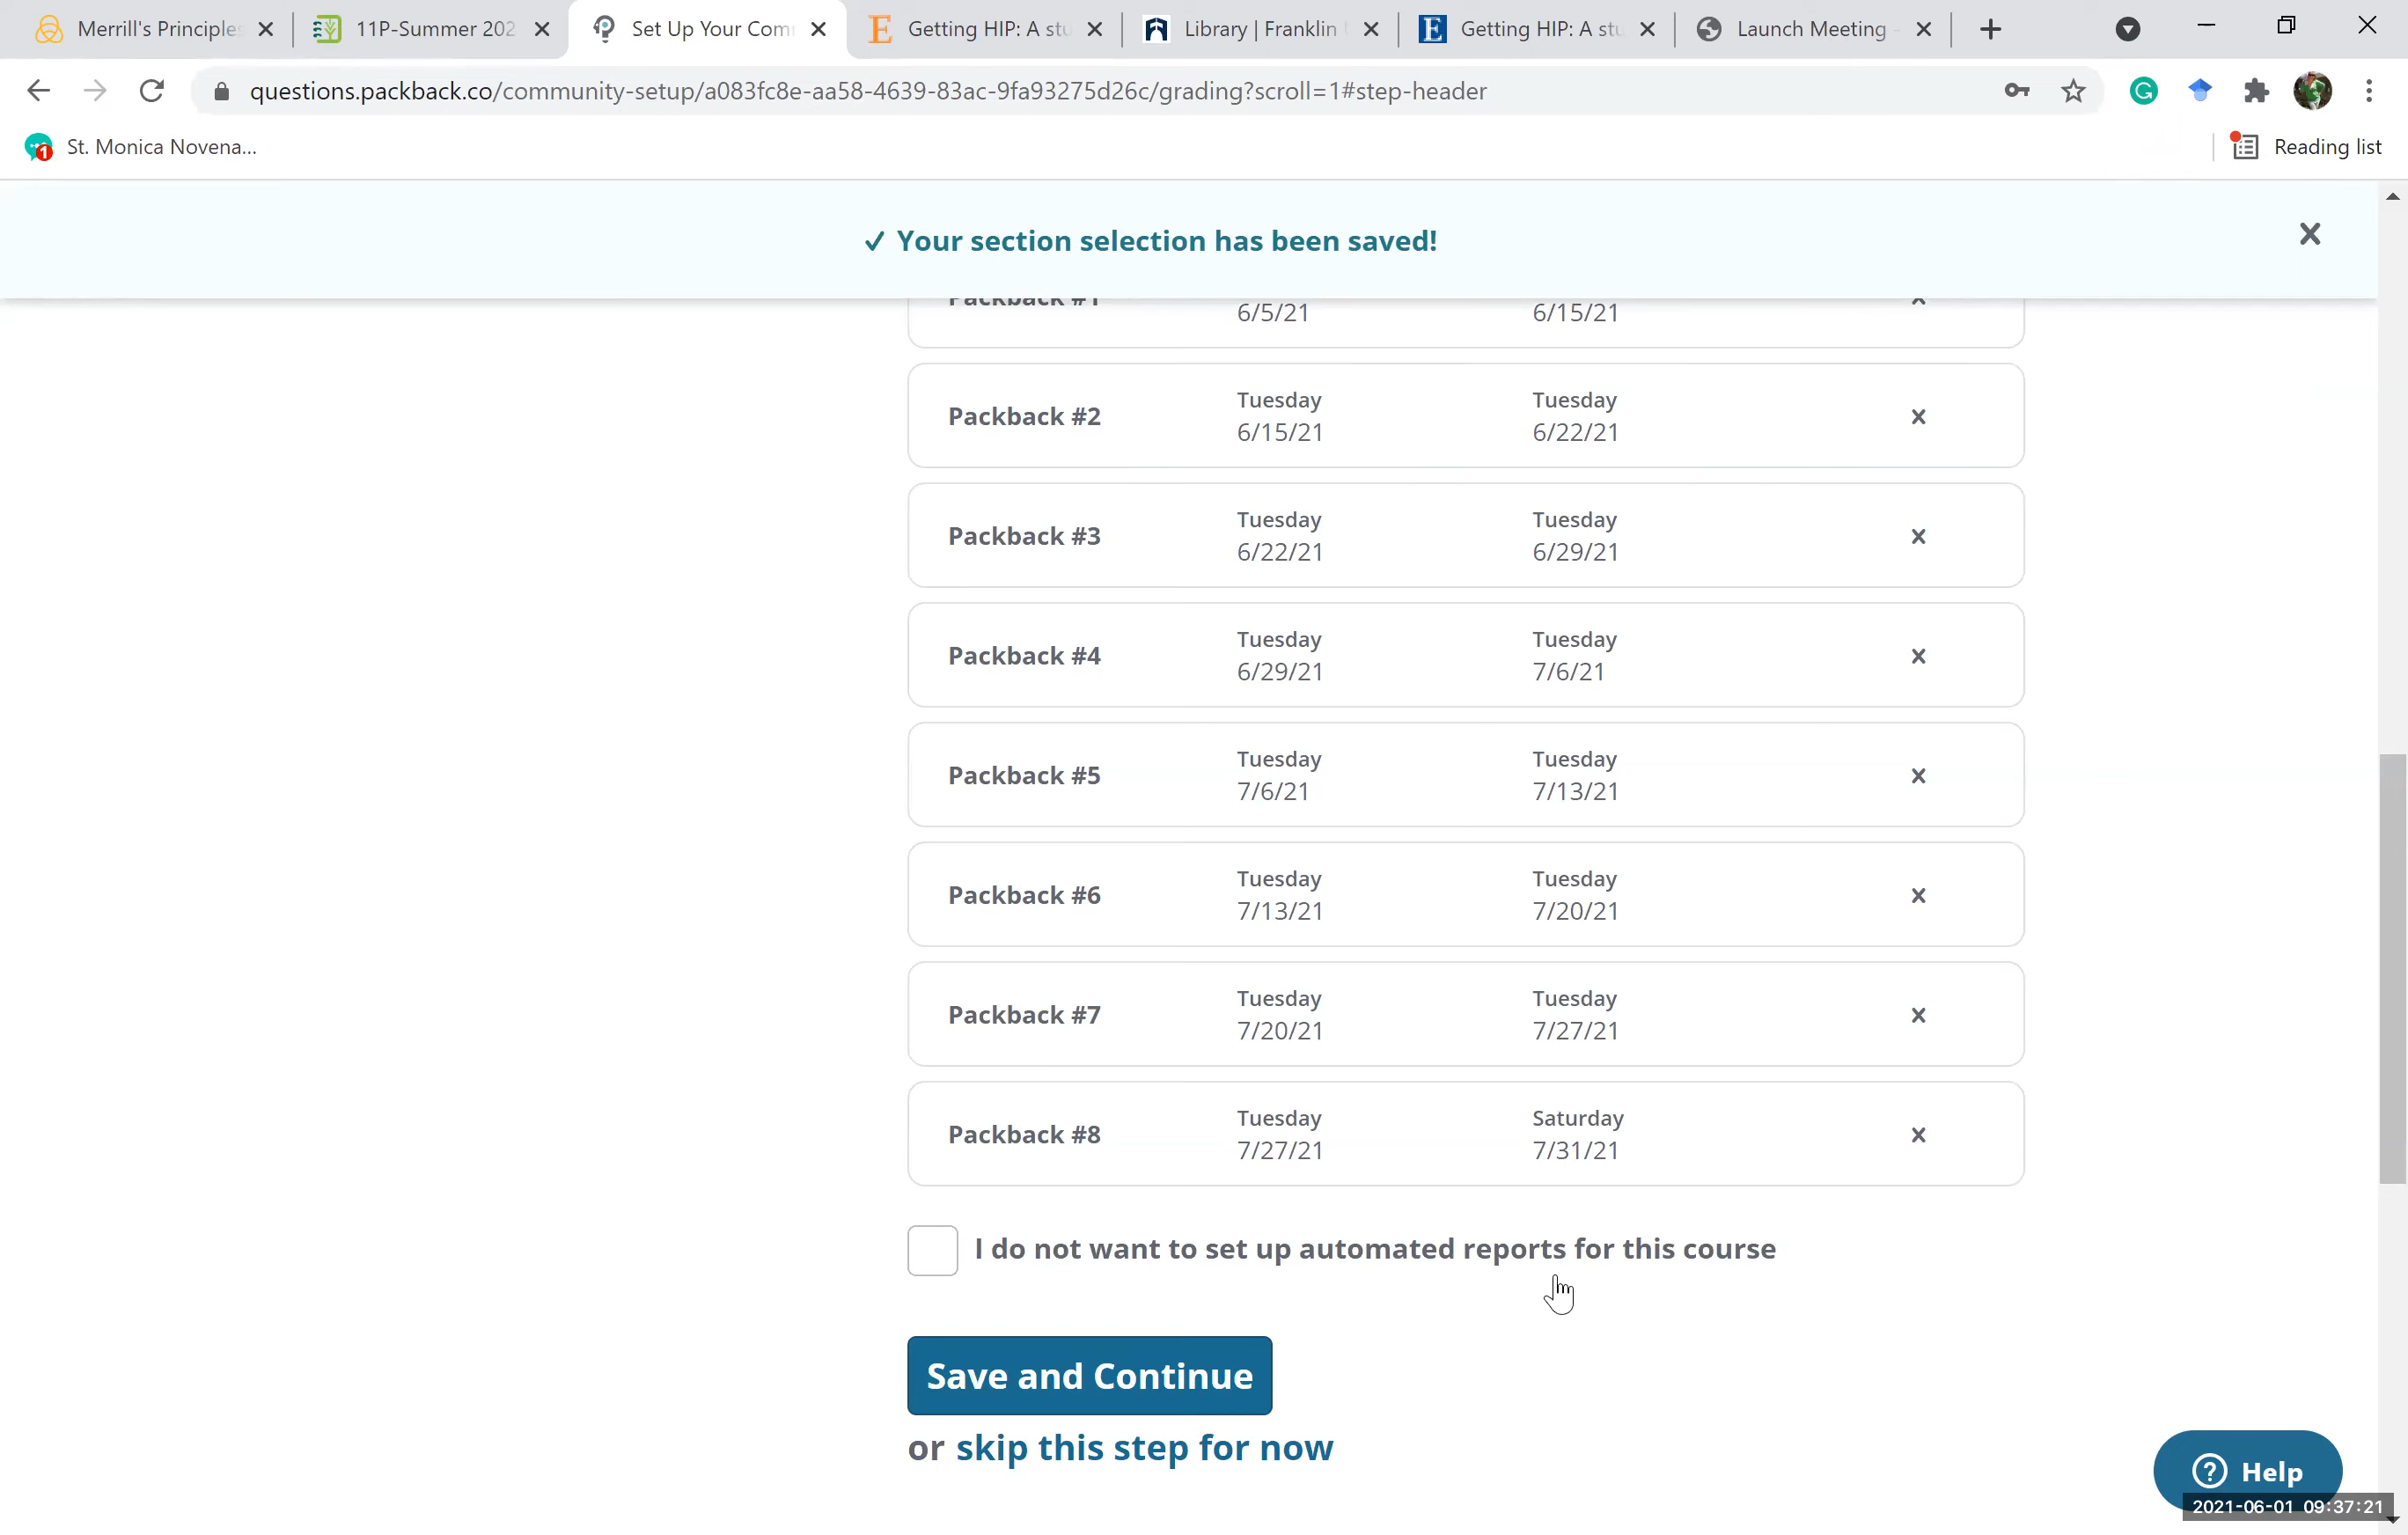 Merrill's Principles
11P-Summer 202
Set Up Your Com
Getting HIP: A stu
Library | Franklin
Getting HIP: A stu
Launch Meeting -
questions.packback.co/community-setup/a083fc8e-aa58-4639-83ac-9fa93275d26c/grading?scroll=1#step-header
St. Monica Novena...
Reading list
✓ Your section selection has been saved!
Packback #1
6/5/21
6/15/21
x
Packback #2
Tuesday
6/15/21
Tuesday
6/22/21
x
Packback #3
Tuesday
6/22/21
Tuesday
6/29/21
x
Packback #4
Tuesday
6/29/21
Tuesday
7/6/21
x
Packback #5
Tuesday
7/6/21
Tuesday
7/13/21
x
Packback #6
Tuesday
7/13/21
Tuesday
7/20/21
x
Packback #7
Tuesday
7/20/21
Tuesday
7/27/21
x
Packback #8
Tuesday
7/27/21
Saturday
7/31/21
x
I do not want to set up automated reports for this course
Save and Continue
or skip this step for now
? Help
2021-06-01 09:37:21